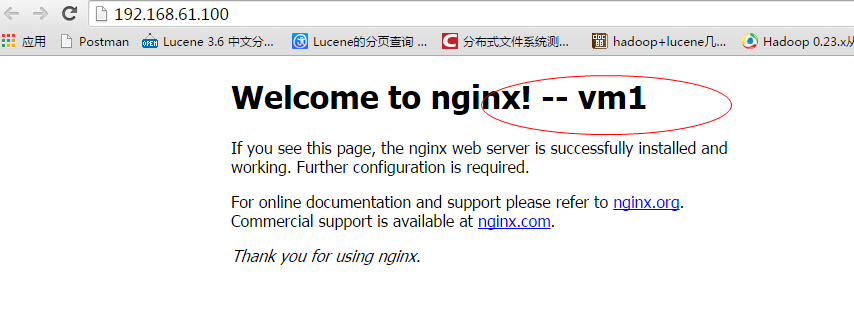 192.168.61.100
应用 Postman Lucene 3.6 中文分... Lucene的分页查询 ... 分布式文件系统测... hadoop+lucene几... Hadoop 0.23.x从
Welcome to nginx! -- vm1
If you see this page, the nginx web server is successfully installed and
working. Further configuration is required.
For online documentation and support please refer to nginx.org.
Commercial support is available at nginx.com.
Thank you for using nginx.